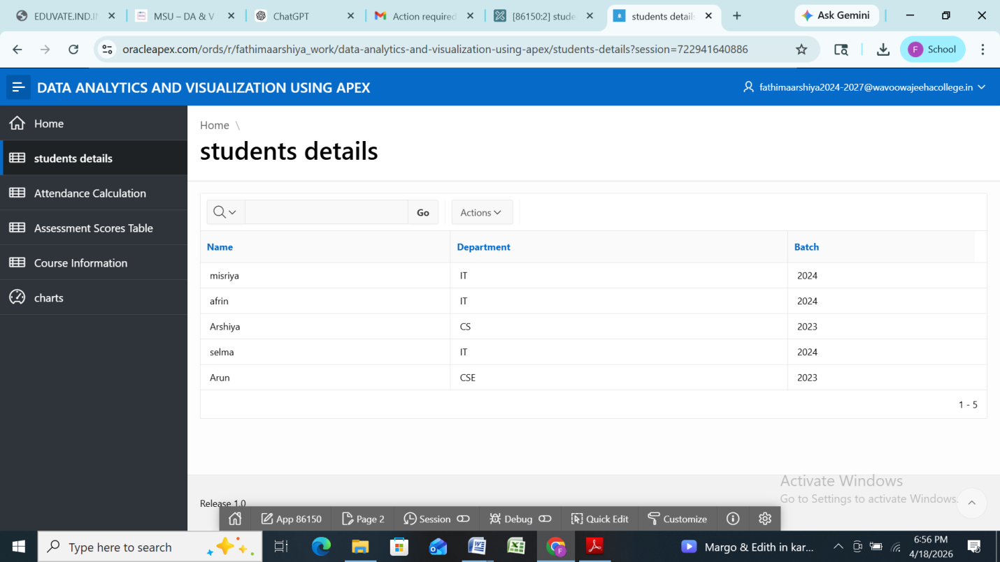 EDUVATE.IND.I
MSU – DA & V
ChatGPT
Action required
[86150:2] stude
students details
Ask Gemini
oracleapex.com/ords/r/fathimaarshiya_work/data-analytics-and-visualization-using-apex/students-details?session=722941640886
F School
DATA ANALYTICS AND VISUALIZATION USING APEX
fathimaarshiya2024-2027@wavoowajeehacollege.in
Home
students details
Attendance Calculation
Assessment Scores Table
Course Information
charts
Home \
students details
Go
Actions
Name Department Batch
misriya IT 2024
afrin IT 2024
Arshiya CS 2023
selma IT 2024
Arun CSE 2023
1 - 5
Activate Windows
Go to Settings to activate Windows.
Release 1.0
App 86150
Page 2
Session
Debug
Quick Edit
Customize
Type here to search
Margo & Edith in kar...
6:56 PM
4/18/2026